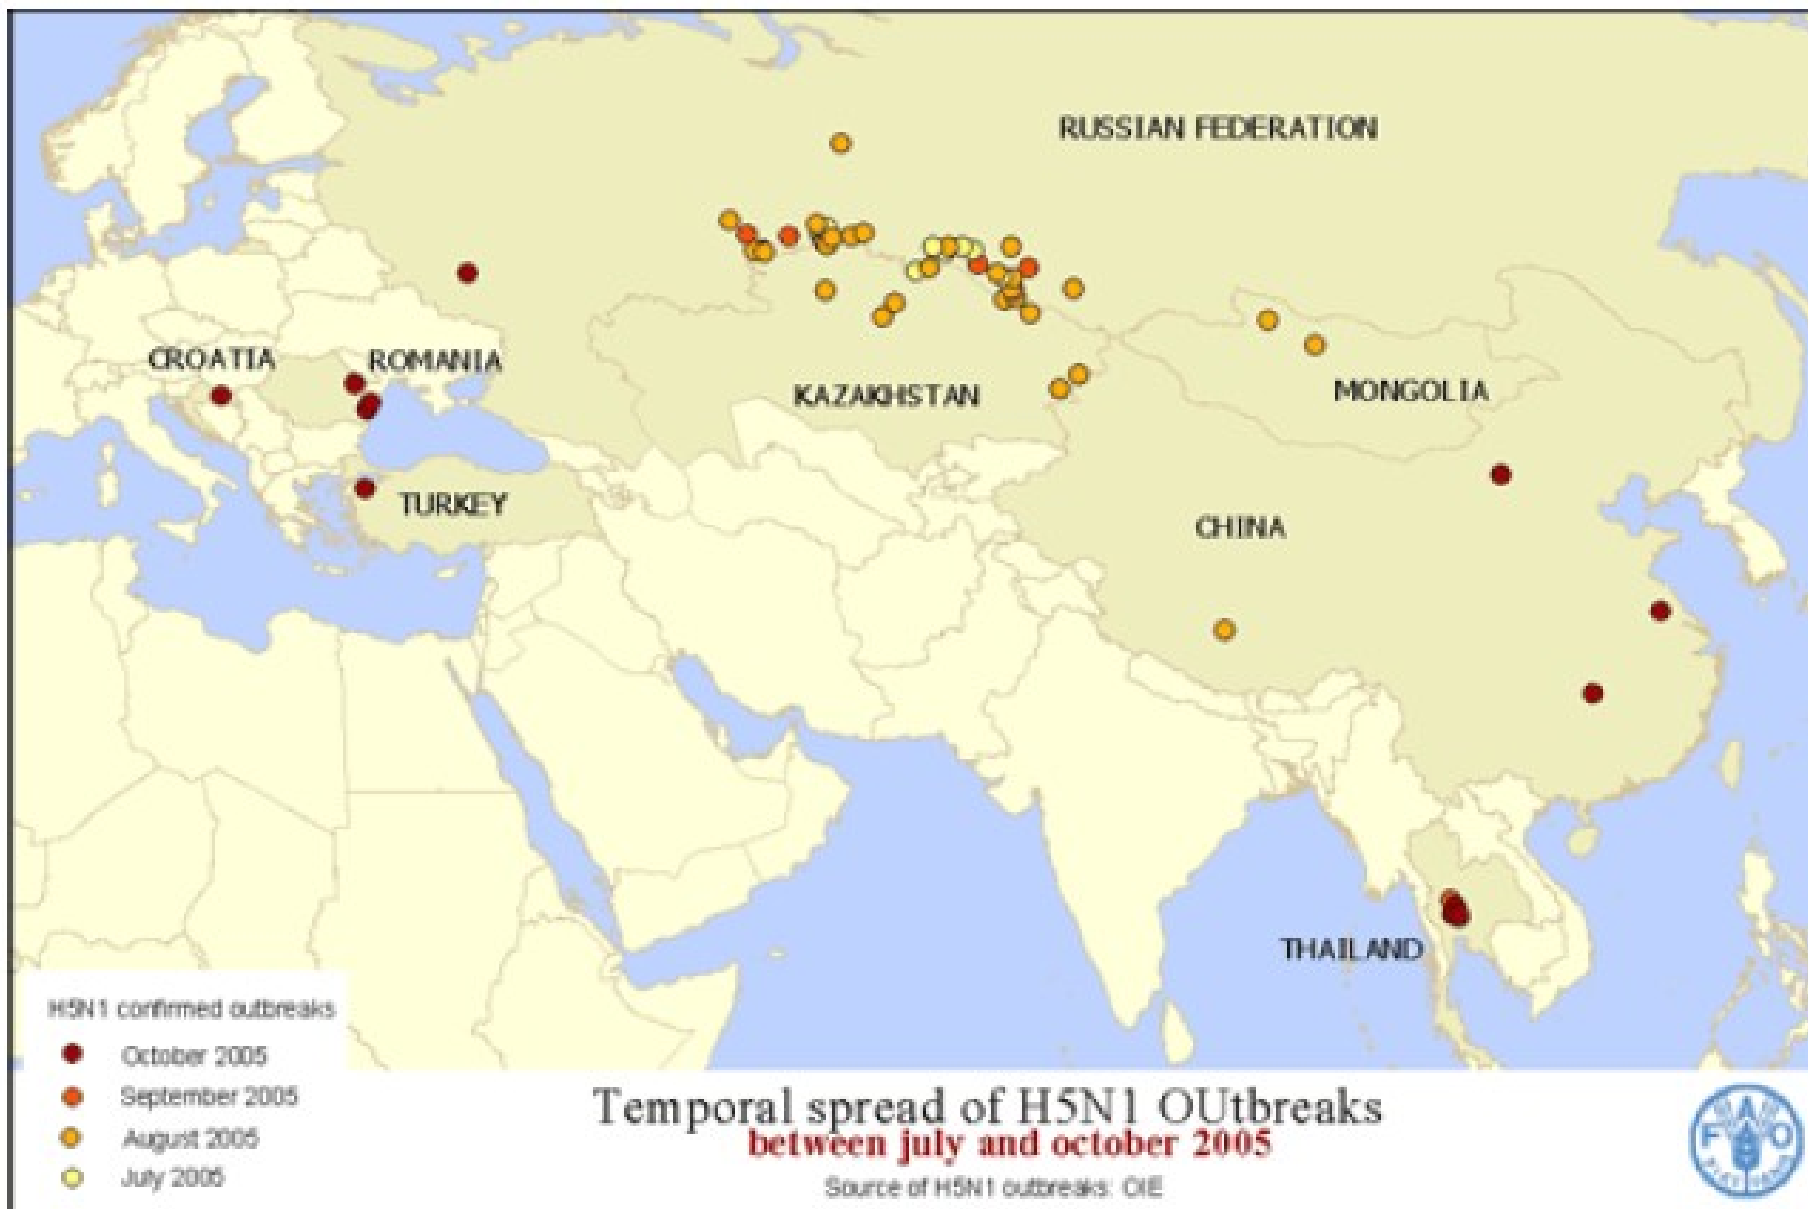 RUSSIAN FEDERATION
CROATIA
ROMANIA
KAZAKHSTAN
MONGOLIA
TURKEY
CHINA
THAILAND
H5N1 confirmed outbreaks
October 2005
September 2005
August 2005
July 2005
Temporal spread of H5N1 OUtbreaks
between july and october 2005
Source of H5N1 outbreaks: OIE
F A O